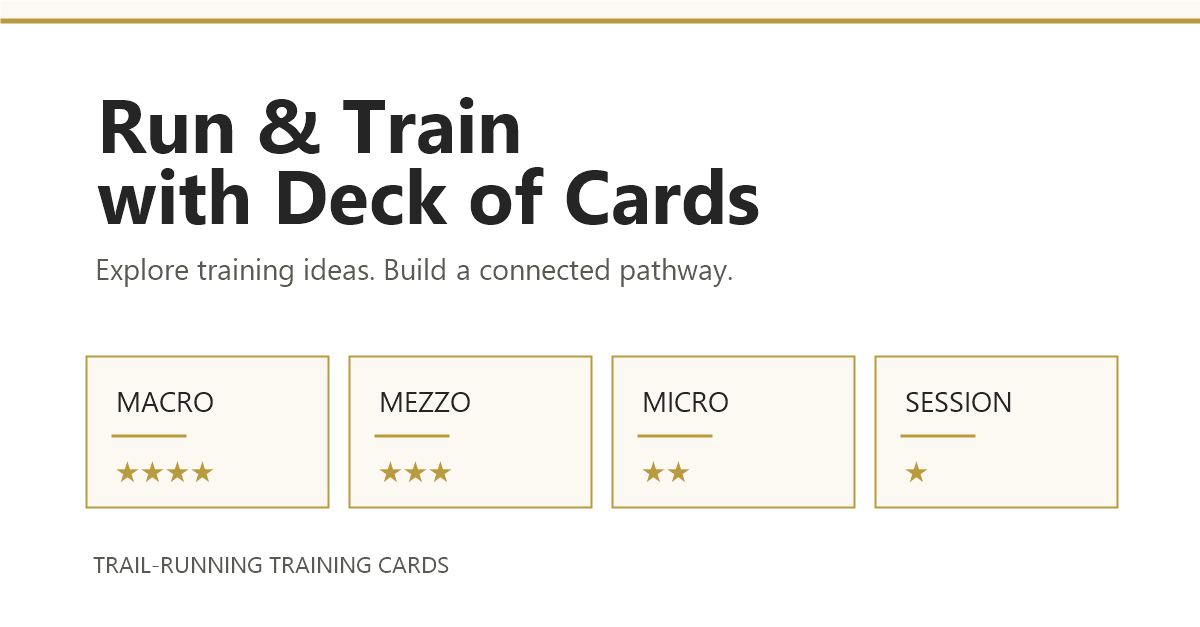 Run & Train
with Deck of Cards
Explore training ideas. Build a connected pathway.
MACRO
★★★★
MEZZO
★★★
MICRO
★★
SESSION
★
TRAIL-RUNNING TRAINING CARDS